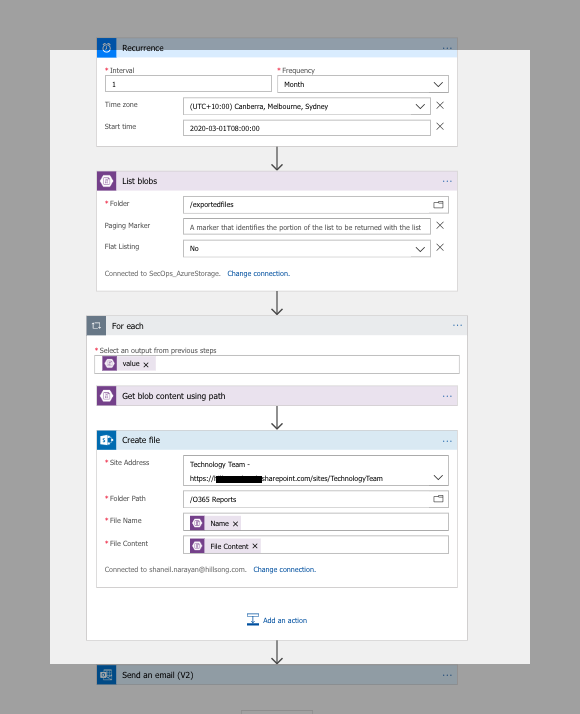 Recurrence
* Interval
* Frequency
1
Month
Time zone
(UTC+10:00) Canberra, Melbourne, Sydney
Start time
2020-03-01T08:00:00
List blobs
* Folder
/exportedfiles
Paging Marker
A marker that identifies the portion of the list to be returned with the list
Flat Listing
No
Connected to SecOps_AzureStorage. Change connection.
For each
* Select an output from previous steps
value
Get blob content using path
Create file
* Site Address
Technology Team -
https://sharepoint.com/sites/TechnologyTeam
* Folder Path
/O365 Reports
* File Name
Name
* File Content
File Content
Connected to shaneil.narayan@hillsong.com. Change connection.
Add an action
Send an email (V2)